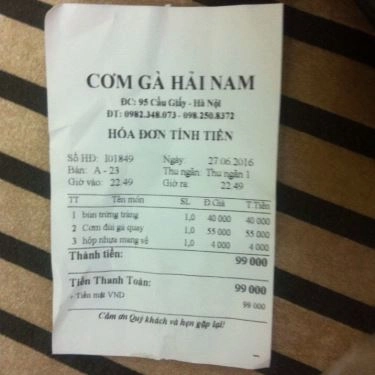 CƠM GÀ HẢI NAM
ĐC: 95 Cầu Giấy - Hà Nội
ĐT: 0982.348.073 - 098.250.8372
HÓA ĐƠN TÍNH TIỀN
Số HĐ: 101849 Ngày: 27.06.2016
Bàn: A - 23 Thu ngân: Thu ngân 1
Giờ vào: 22:49 Giờ ra: 22:49
TT Tên món SL Đ.Giá T.Tiền
1 bún trứng tràng 1,0 40 000 40 000
2 Cơm đùi gà quay 1,0 55 000 55 000
3 hộp nhựa mang về 1,0 4 000 4 000
Thành tiền: 99 000
Tiền Thanh Toán: 99 000
+ Tiền mặt VND 99 000
Cảm ơn Quý khách và hẹn gặp lại!